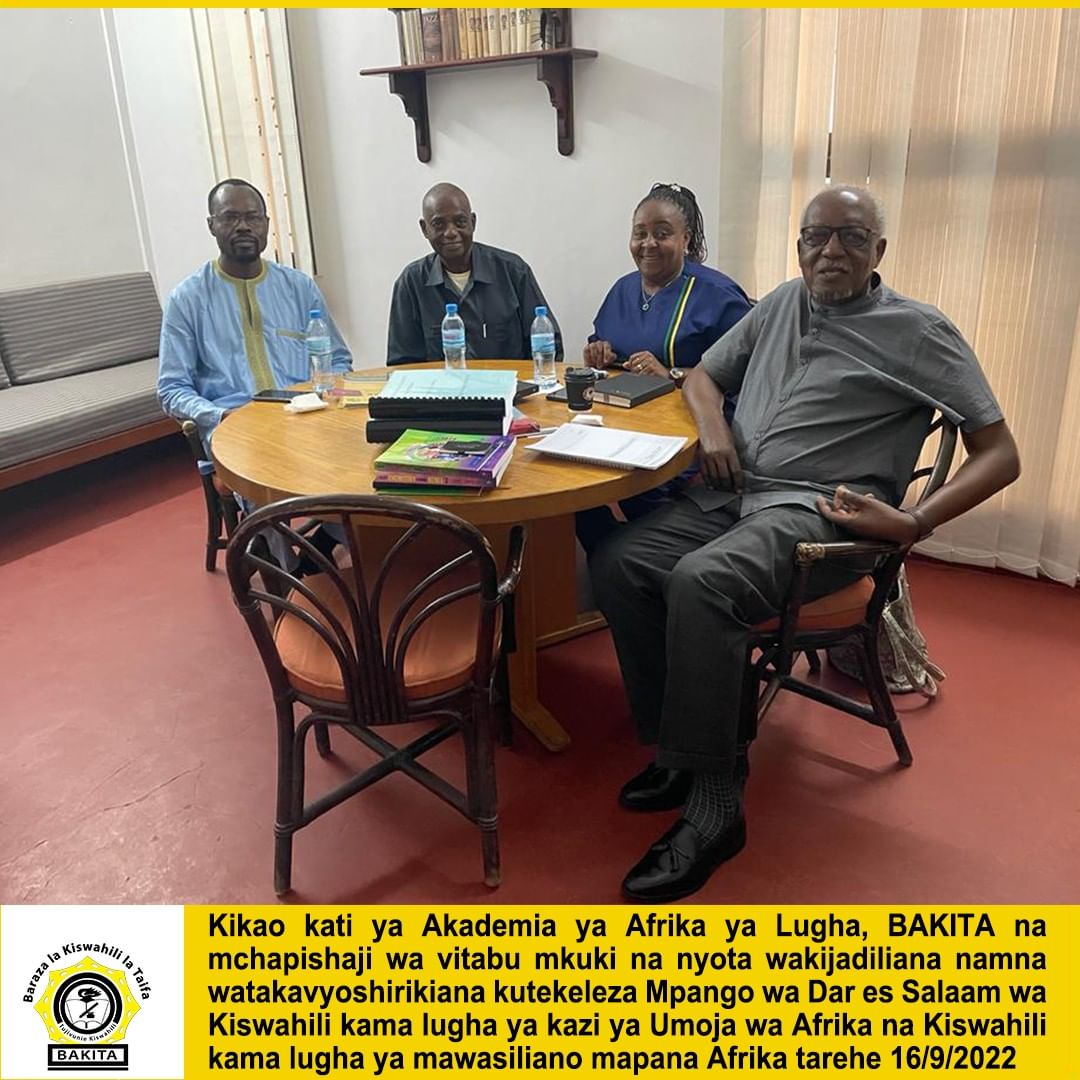 Kikao kati ya Akademia ya Afrika ya Lugha, BAKITA na
mchapishaji wa vitabu mkuki na nyota wakijadiliana namna
watakavyoshirikiana kutekeleza Mpango wa Dar es Salaam wa
Kiswahili kama lugha ya kazi ya Umoja wa Afrika na Kiswahili
kama lugha ya mawasiliano mapana Afrika tarehe 16/9/2022
Baraza la Kiswahili la Taifa
Tujivunie Kiswahili
BAKITA